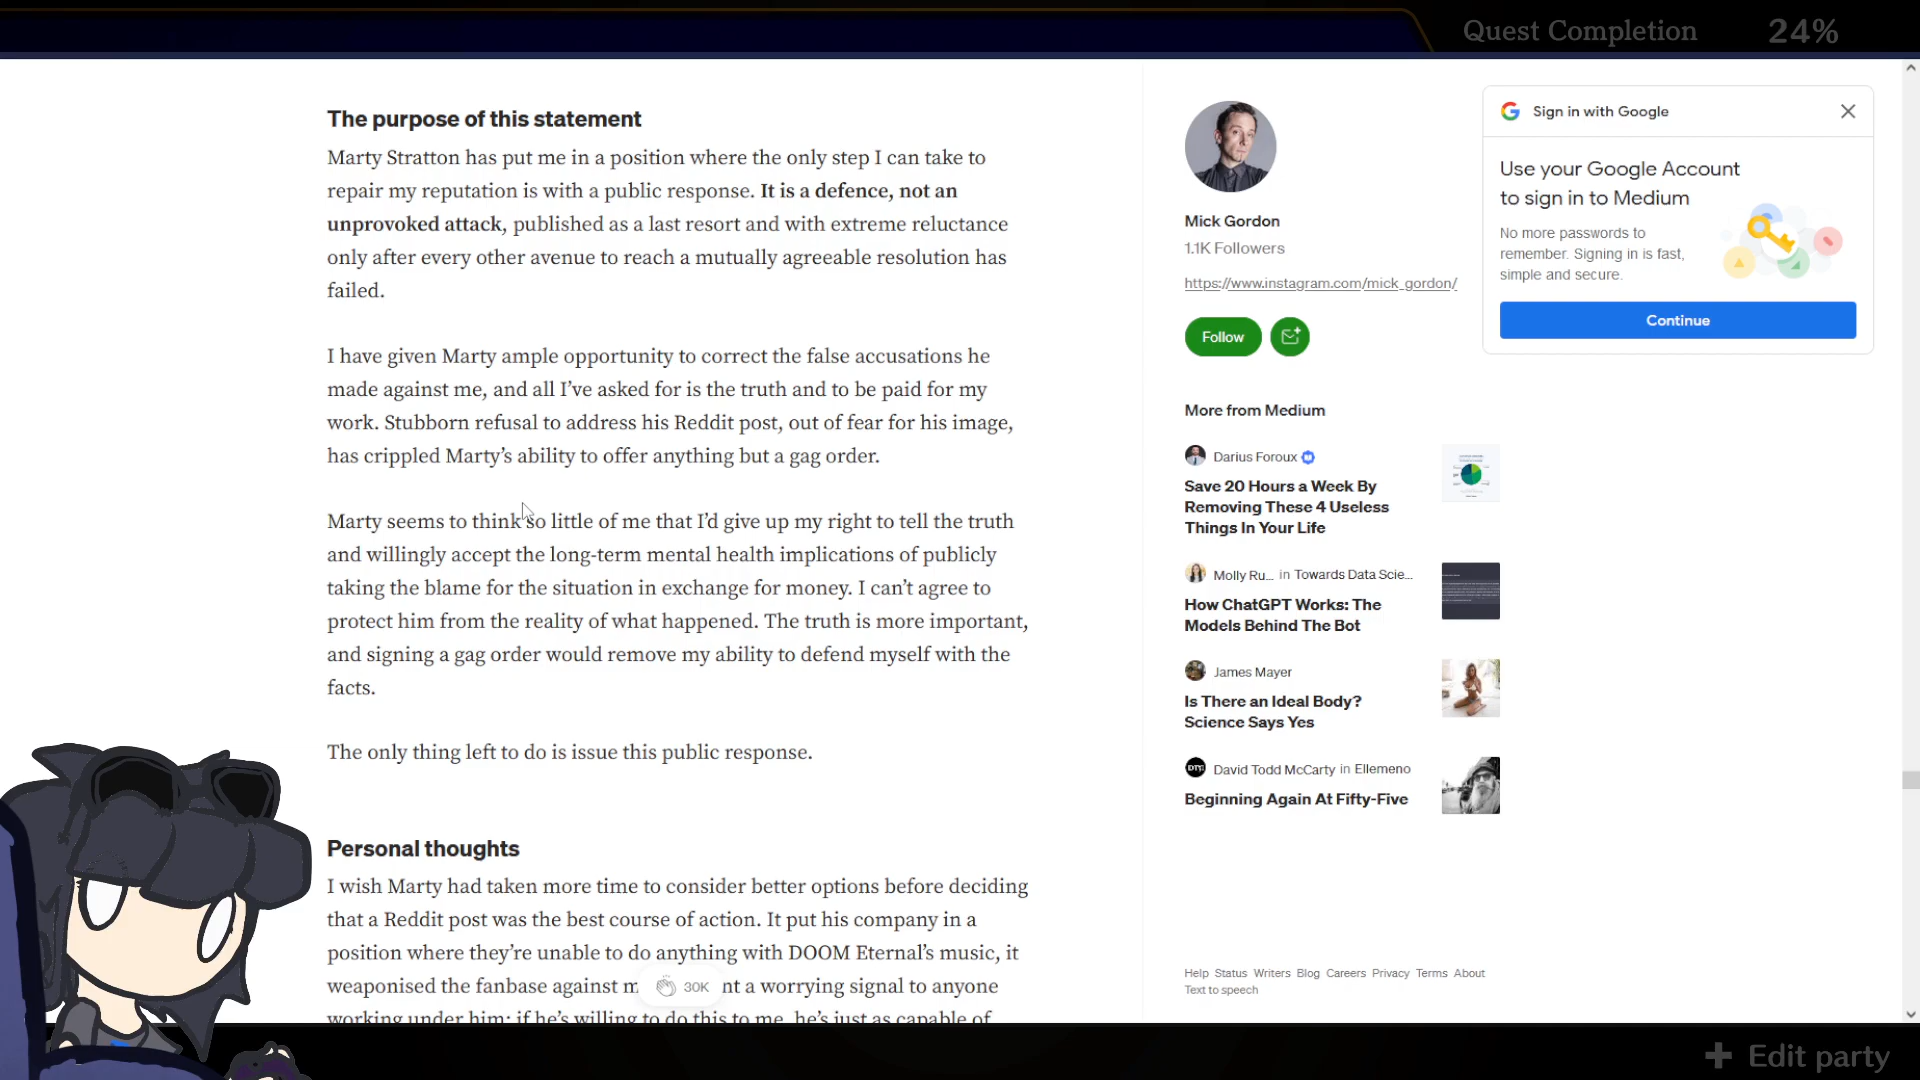 Quest Completion 24%
The purpose of this statement
Marty Stratton has put me in a position where the only step I can take to
repair my reputation is with a public response. It is a defence, not an
unprovoked attack, published as a last resort and with extreme reluctance
only after every other avenue to reach a mutually agreeable resolution has
failed.
I have given Marty ample opportunity to correct the false accusations he
made against me, and all I’ve asked for is the truth and to be paid for my
work. Stubborn refusal to address his Reddit post, out of fear for his image,
has crippled Marty’s ability to offer anything but a gag order.
Marty seems to think so little of me that I’d give up my right to tell the truth
and willingly accept the long-term mental health implications of publicly
taking the blame for the situation in exchange for money. I can’t agree to
protect him from the reality of what happened. The truth is more important,
and signing a gag order would remove my ability to defend myself with the
facts.
The only thing left to do is issue this public response.
Personal thoughts
I wish Marty had taken more time to consider better options before deciding
that a Reddit post was the best course of action. It put his company in a
position where they’re unable to do anything with DOOM Eternal’s music, it
weaponised the fanbase against m nt a worrying signal to anyone
working under him: if he’s willing to do this to me, he’s just as capable of
30K
Mick Gordon
1.1K Followers
https://www.instagram.com/mick_gordon/
Follow
More from Medium
Darius Foroux
Save 20 Hours a Week By
Removing These 4 Useless
Things In Your Life
Molly Ru... in Towards Data Scie...
How ChatGPT Works: The
Models Behind The Bot
James Mayer
Is There an Ideal Body?
Science Says Yes
DTM
David Todd McCarty in Ellemeno
Beginning Again At Fifty-Five
Help Status Writers Blog Careers Privacy Terms About
Text to speech
Sign in with Google
Use your Google Account
to sign in to Medium
No more passwords to
remember. Signing in is fast,
simple and secure.
Continue
Edit party